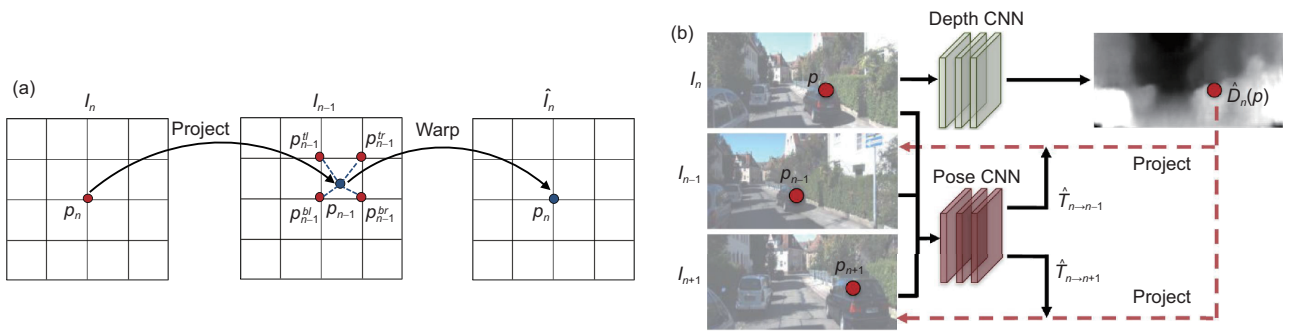 (a)
I_n
I_{n−1}
Î_n
Project
Warp
p^{tl}_{n−1}
p^{tr}_{n−1}
p_n
p^{bl}_{n−1}
p_{n−1}
p^{br}_{n−1}
p_n
(b)
Depth CNN
I_n
p
D̂_n(p)
Project
I_{n−1}
p_{n−1}
Pose CNN
T̂_{n→n−1}
I_{n+1}
p_{n+1}
T̂_{n→n+1}
Project